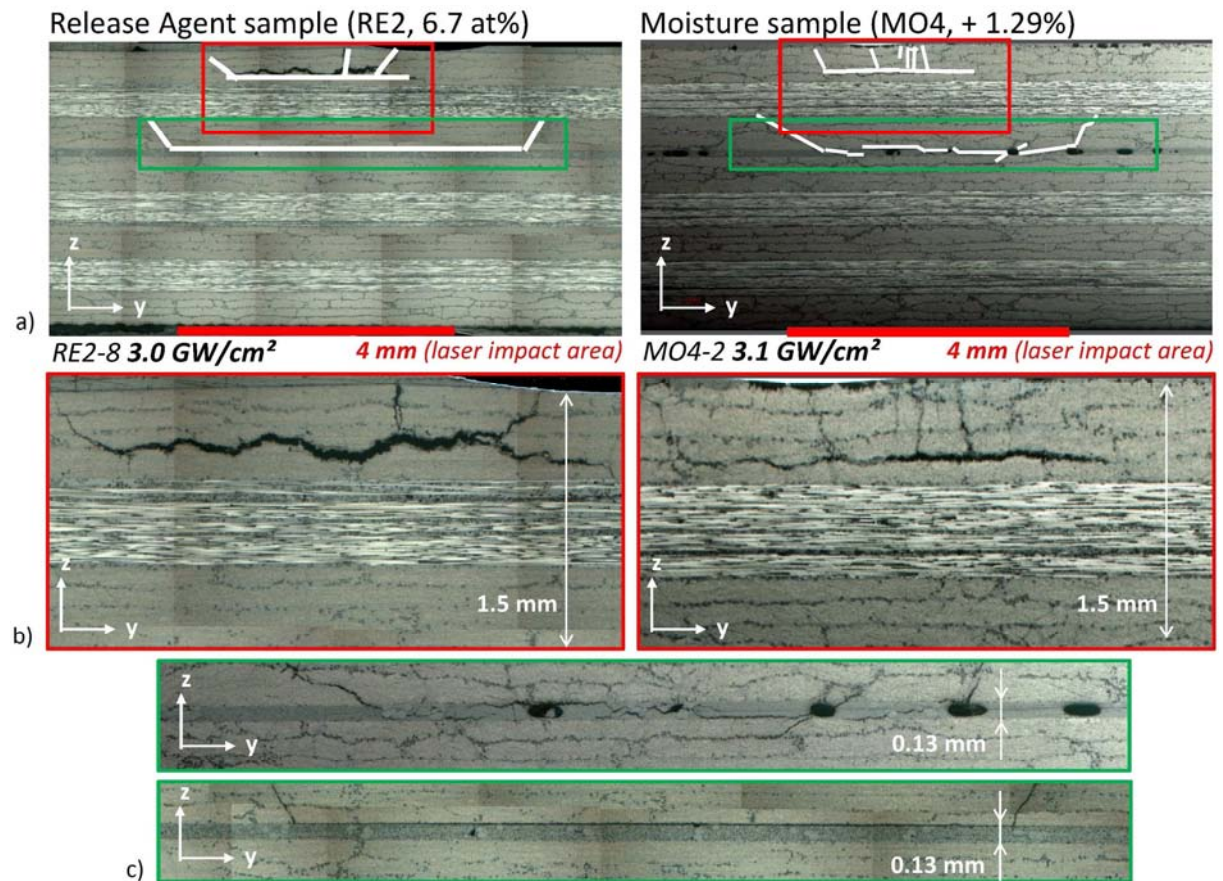 Release Agent sample (RE2, 6.7 at%)
Moisture sample (MO4, + 1.29%)
z
y
z
y
a)
RE2-8 3.0 GW/cm²
4 mm (laser impact area)
MO4-2 3.1 GW/cm²
4 mm (laser impact area)
1.5 mm
z
y
1.5 mm
z
y
b)
z
y
0.13 mm
z
y
0.13 mm
c)